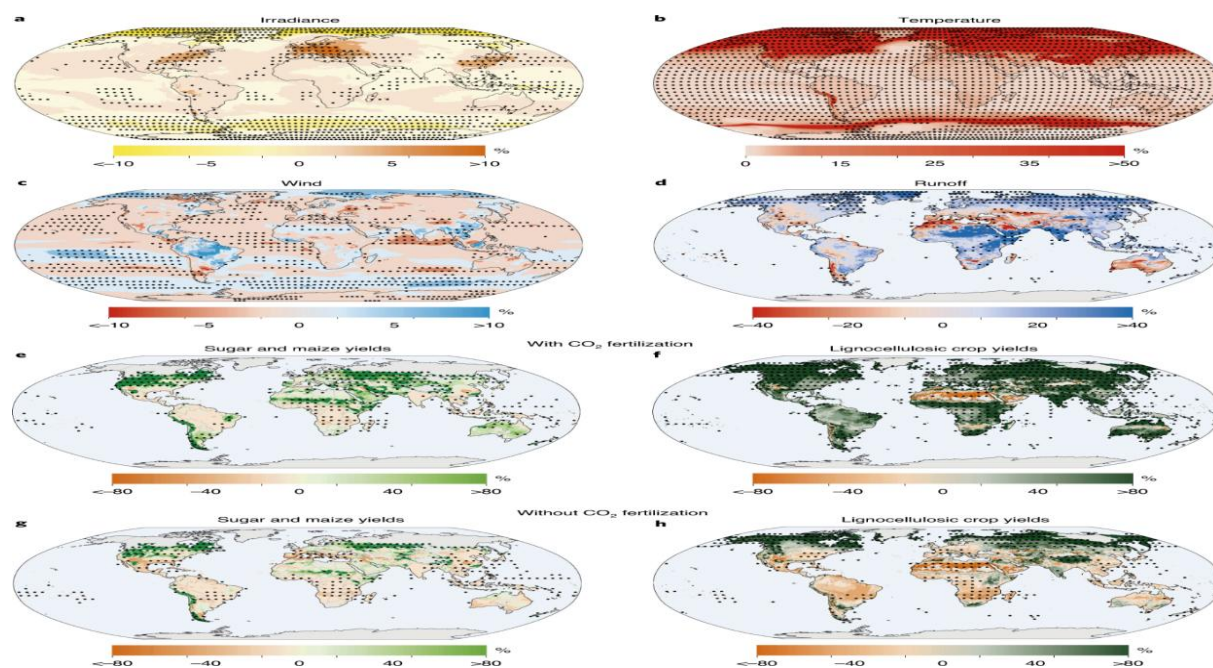 a Irradiance
<−10 −5 0 5 >10 %
b Temperature
0 15 25 35 >50 %
c Wind
<−10 −5 0 5 >10 %
d Runoff
<−40 −20 0 20 >40 %
With CO₂ fertilization
e Sugar and maize yields
<−80 −40 0 40 >80 %
f Lignocellulosic crop yields
<−80 −40 0 40 >80 %
Without CO₂ fertilization
g Sugar and maize yields
<−80 −40 0 40 >80 %
h Lignocellulosic crop yields
<−80 −40 0 40 >80 %